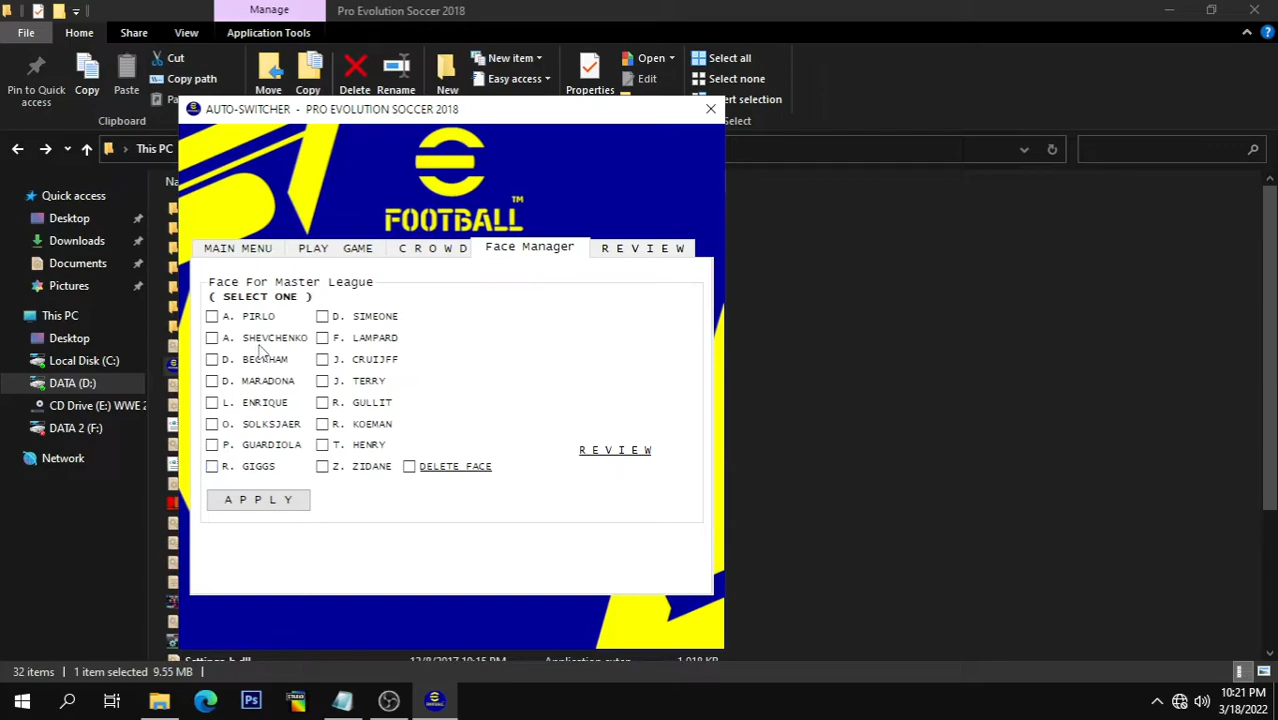 Manage
Pro Evolution Soccer 2018
File
Home
Share
View
Application Tools
Pin to Quick access
Copy
Paste
Cut
Copy path
Clipboard
Move
Copy
Delete
Rename
New
New item
Easy access
Properties
Open
Edit
Select all
Select none
vert selection
This PC
AUTO-SWITCHER - PRO EVOLUTION SOCCER 2018
FOOTBALL
TM
MAIN MENU
PLAY GAME
C R O W D
Face Manager
R E V I E W
Face For Master League
( SELECT ONE )
A. PIRLO
D. SIMEONE
A. SHEVCHENKO
F. LAMPARD
D. BECKHAM
J. CRUIJFF
D. MARADONA
J. TERRY
L. ENRIQUE
R. GULLIT
O. SOLKSJAER
R. KOEMAN
P. GUARDIOLA
T. HENRY
R E V I E W
R. GIGGS
Z. ZIDANE
DELETE FACE
A P P L Y
Quick access
Desktop
Downloads
Documents
Pictures
This PC
Desktop
Local Disk (C:)
DATA (D:)
CD Drive (E:) WWE 2
DATA 2 (F:)
Network
32 items
1 item selected 9.55 MB
10:21 PM
3/18/2022